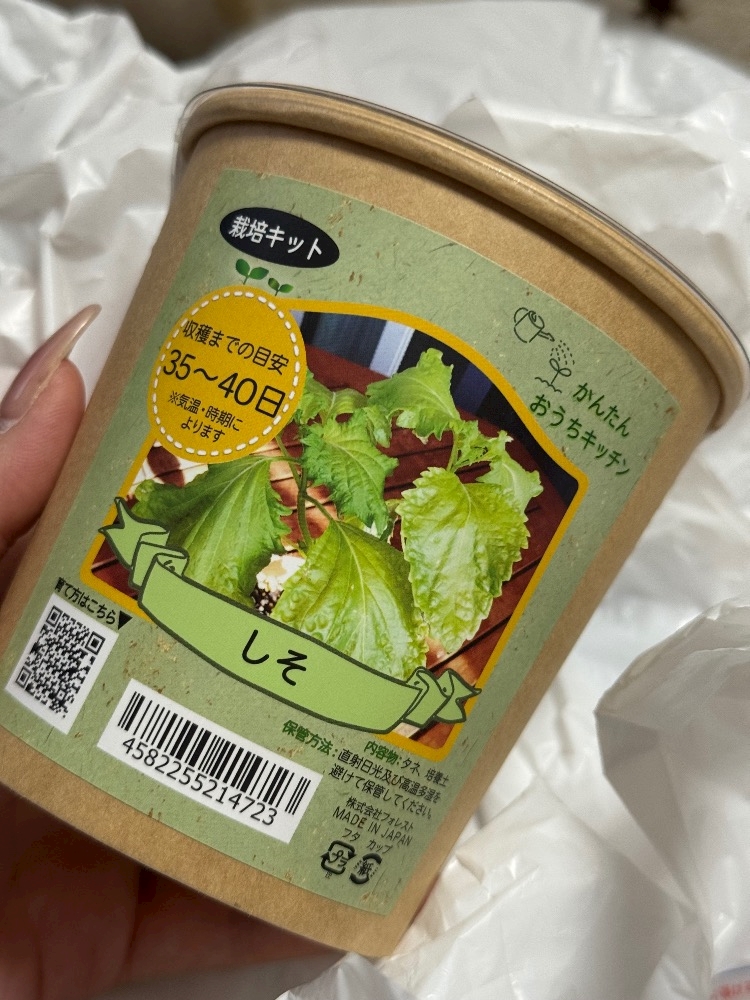 栽培キット
収穫までの目安
35〜40日
※気温・時期に
よります
かんたん
おうちキッチン
しそ
育て方はこちら▼
4582255214723
内容物:タネ、培養土
保管方法:直射日光及び高温多湿を
避けて保管してください。
株式会社フォレスト
MADE IN JAPAN
フタ カップ
プラ 紙